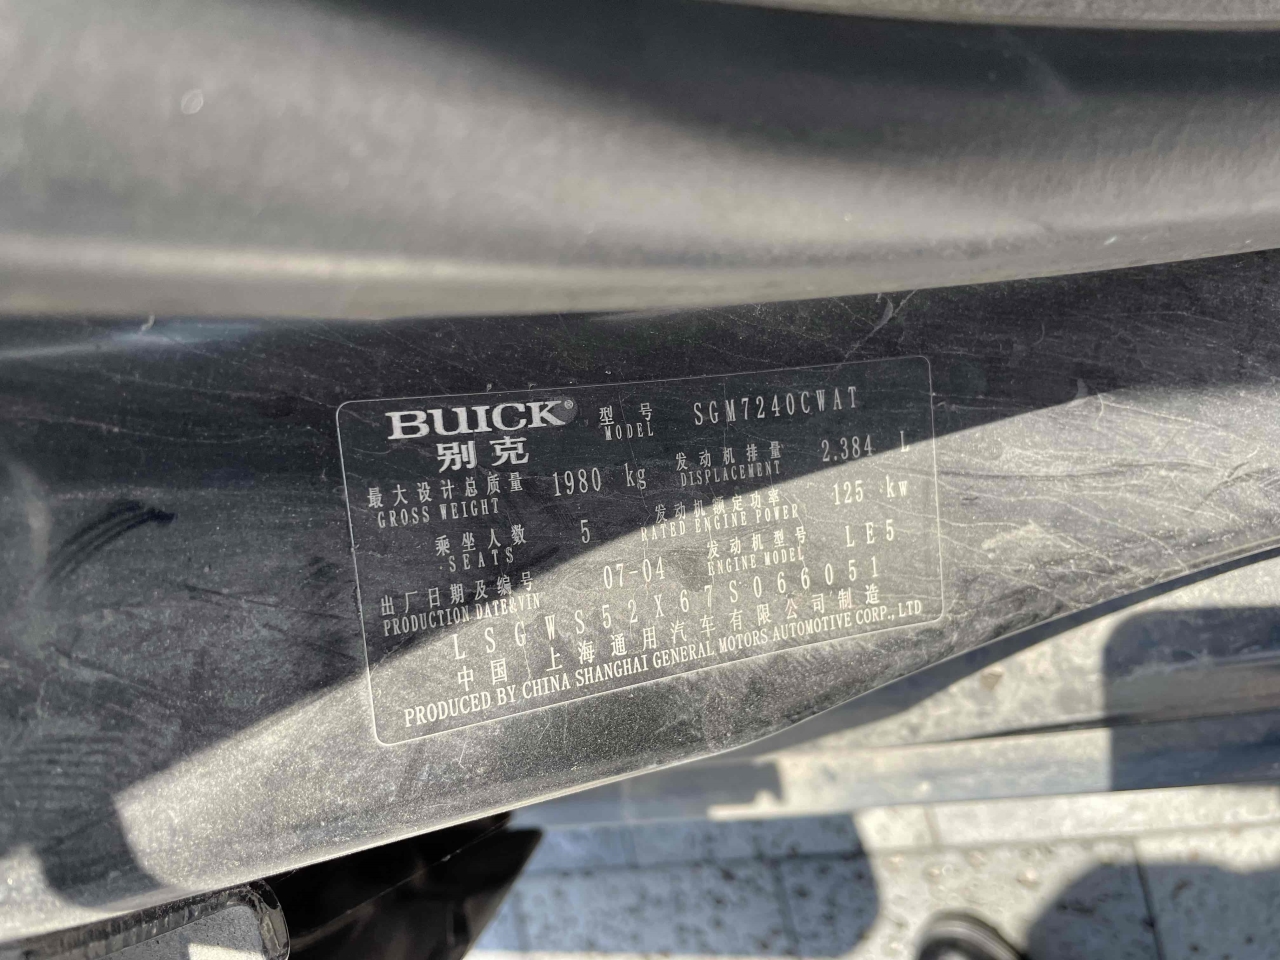 BUICK® 型号 SGM7240CWAT
别克 MODEL
最大设计总质量 1980 kg 发动机排量 2.384 L
GROSS WEIGHT DISPLACEMENT
乘坐人数 5 发动机额定功率 125 kw
SEATS RATED ENGINE POWER
出厂日期及编号 07-04 发动机型号 LE5
PRODUCTION DATE&VIN ENGINE MODEL
LSGWS52X67S066051
中国 上海通用汽车有限公司制造
PRODUCED BY CHINA SHANGHAI GENERAL MOTORS AUTOMOTIVE CORP., LTD